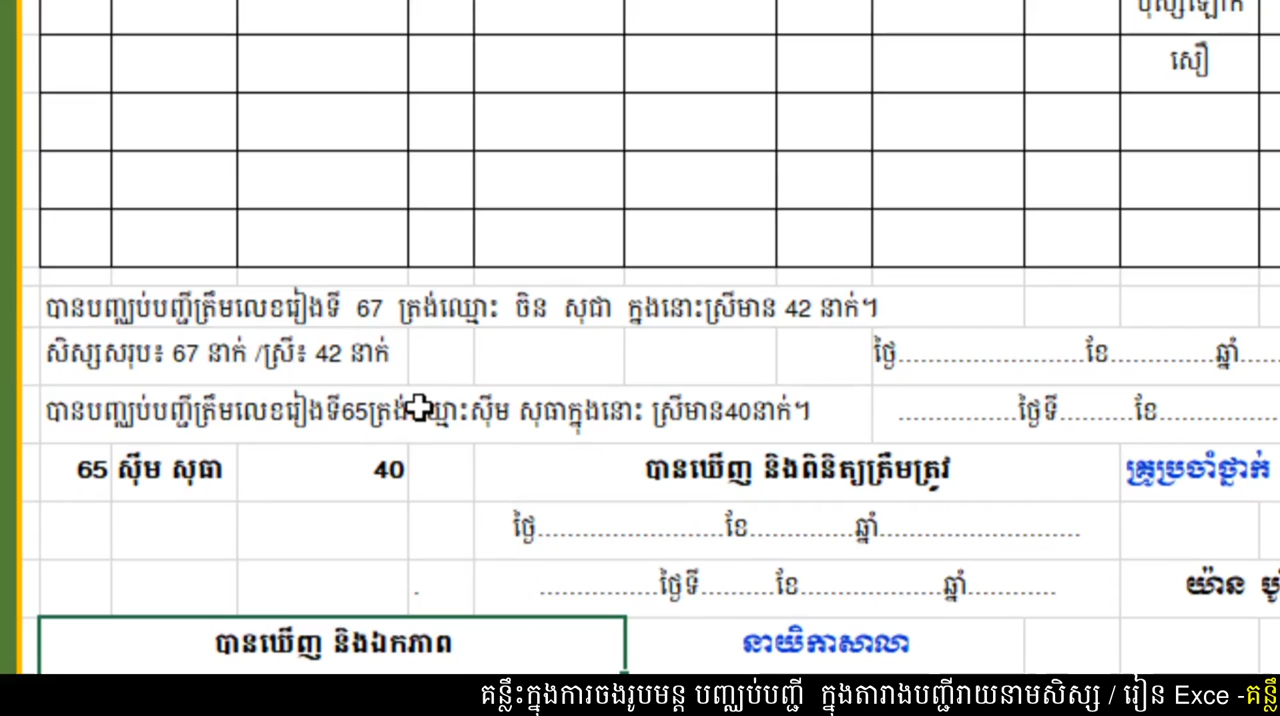 សឿ
បានបញ្ឈប់បញ្ជីត្រឹមលេខរៀងទី 67 ត្រង់ឈ្មោះ ចិន សុជា ក្នុងនោះស្រីមាន 42 នាក់។
សិស្សសរុប៖ 67 នាក់ /ស្រី៖ 42 នាក់ ថ្ងៃ............................ខែ...............ឆ្នាំ......
បានបញ្ឈប់បញ្ជីត្រឹមលេខរៀងទី65ត្រង់ ស៊ឹម សុធាក្នុងនោះ ស្រីមាន40នាក់។ .................ថ្ងៃទី...........ខែ.................
65 ស៊ឹម សុធា 40 បានឃើញ និងពិនិត្យត្រឹមត្រូវ គ្រូប្រចាំថ្នាក់
ថ្ងៃ............................ខែ...............ឆ្នាំ..............................
. .................ថ្ងៃទី...........ខែ.....................ឆ្នាំ............. យ៉ាន
បានឃើញ និងឯកភាព នាយិកាសាលា
គន្លឹះក្នុងការចងរូបមន្ត បញ្ឈប់បញ្ជី ក្នុងតារាងបញ្ជីរាយនាមសិស្ស / រៀន Exce -គន្លឹ